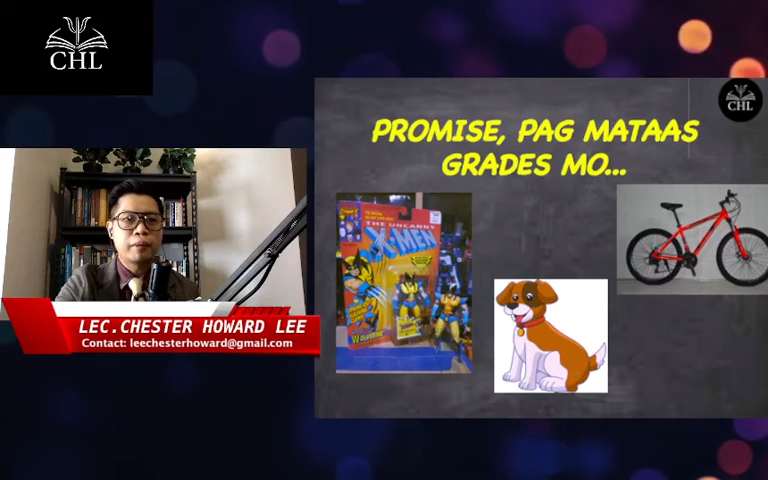 CHL
PROMISE, PAG MATAAS
GRADES MO...
CHL
THE UNCANNY
X-MEN
WOLVERINE
LEC.CHESTER HOWARD LEE
Contact: leechesterhoward@gmail.com